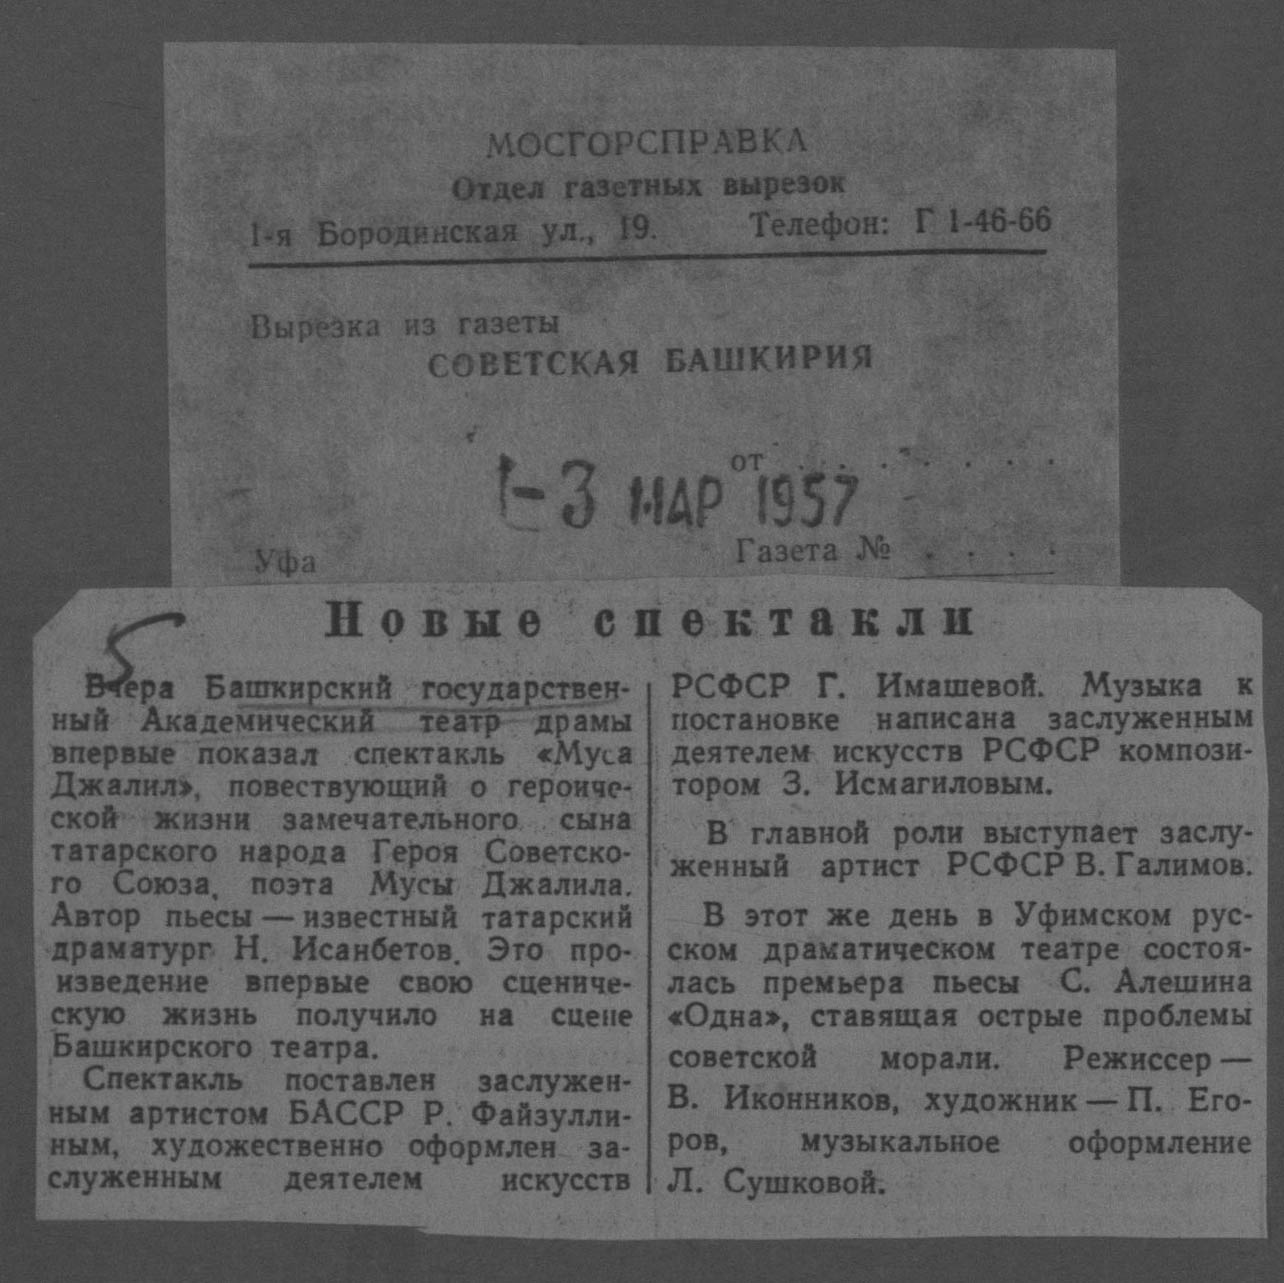 МОСГОРСПРАВКА
Отдел газетных вырезок
1-я Бородинская ул., 19. Телефон: Г 1-46-66
Вырезка из газеты
СОВЕТСКАЯ БАШКИРИЯ
от . . . . . . . .
-3 МАР 1957
Уфа Газета № . . . .
Новые спектакли
5
Вчера Башкирский государствен-
ный Академический театр драмы
впервые показал спектакль «Муса
Джалил», повествующий о героиче-
ской жизни замечательного сына
татарского народа Героя Советско-
го Союза, поэта Мусы Джалила.
Автор пьесы — известный татарский
драматург Н. Исанбетов. Это про-
изведение впервые свою сцениче-
скую жизнь получило на сцене
Башкирского театра.
Спектакль поставлен заслужен-
ным артистом БАССР Р. Файзулли-
ным, художественно оформлен за-
служенным деятелем искусств
РСФСР Г. Имашевой. Музыка к
постановке написана заслуженным
деятелем искусств РСФСР компози-
тором З. Исмагиловым.
В главной роли выступает заслу-
женный артист РСФСР В. Галимов.
В этот же день в Уфимском рус-
ском драматическом театре состоя-
лась премьера пьесы С. Алешина
«Одна», ставящая острые проблемы
советской морали. Режиссер —
В. Иконников, художник — П. Его-
ров, музыкальное оформление
Л. Сушковой.